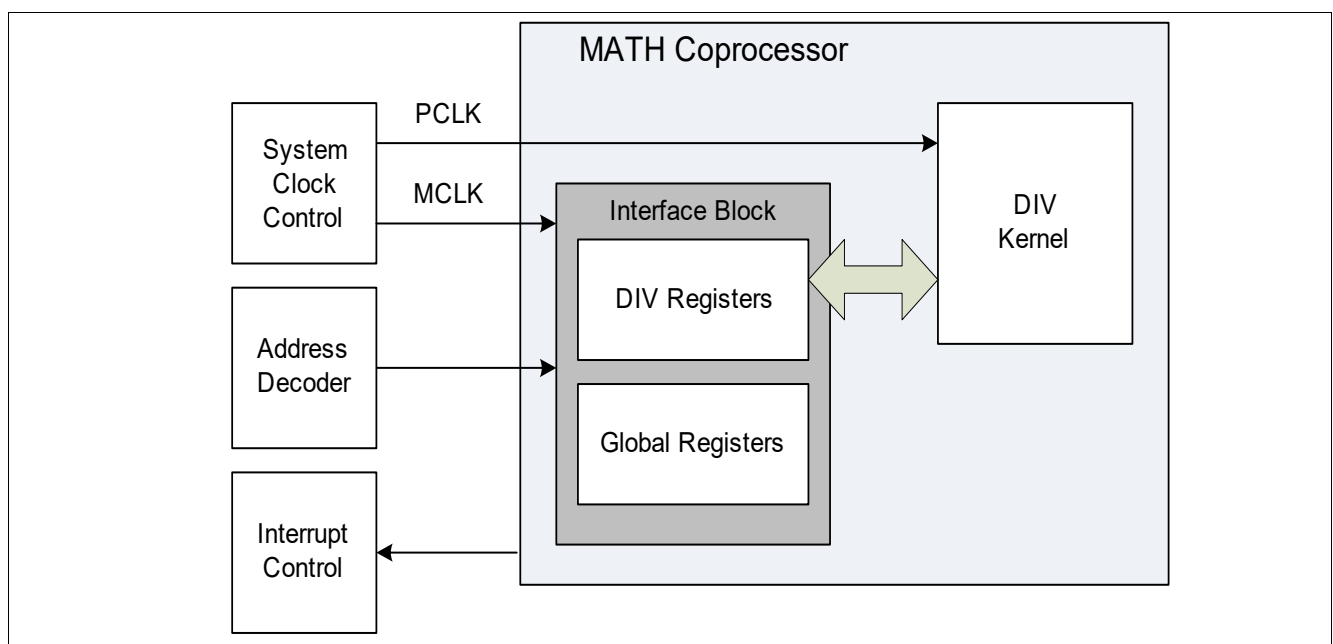 MATH Coprocessor
PCLK
System
Clock
Control
MCLK
Interface Block
DIV
Kernel
DIV Registers
Address
Decoder
Global Registers
Interrupt
Control